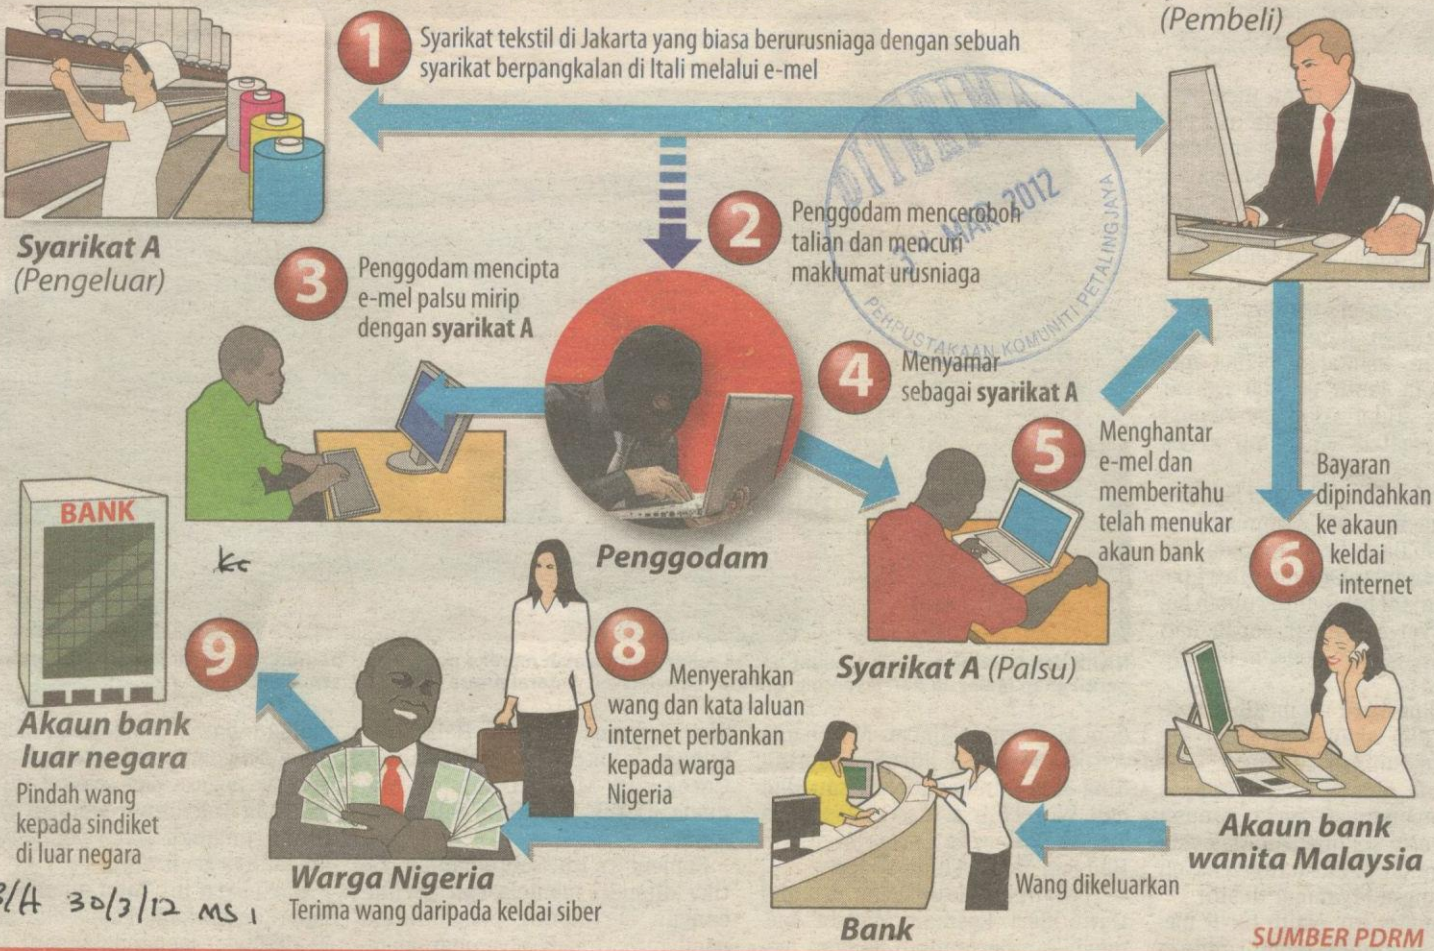 (Pembeli)
1
Syarikat tekstil di Jakarta yang biasa berurusniaga dengan sebuah
syarikat berpangkalan di Itali melalui e-mel
Syarikat A
(Pengeluar)
2
Penggodam menceroboh
talian dan mencuri
maklumat urusniaga
DITERIMA
MAR 2012
PERPUSTAKAAN KOMUNITI PETALING JAYA
3
Penggodam mencipta
e-mel palsu mirip
dengan syarikat A
Penggodam
4
Menyamar
sebagai syarikat A
5
Menghantar
e-mel dan
memberitahu
telah menukar
akaun bank
Syarikat A (Palsu)
6
Bayaran
dipindahkan
ke akaun
keldai
internet
Akaun bank
wanita Malaysia
7
Wang dikeluarkan
Bank
8
Menyerahkan
wang dan kata laluan
internet perbankan
kepada warga
Nigeria
Warga Nigeria
Terima wang daripada keldai siber
9
BANK
Akaun bank
luar negara
Pindah wang
kepada sindiket
di luar negara
30/3/12 MS 1
SUMBER PDRM